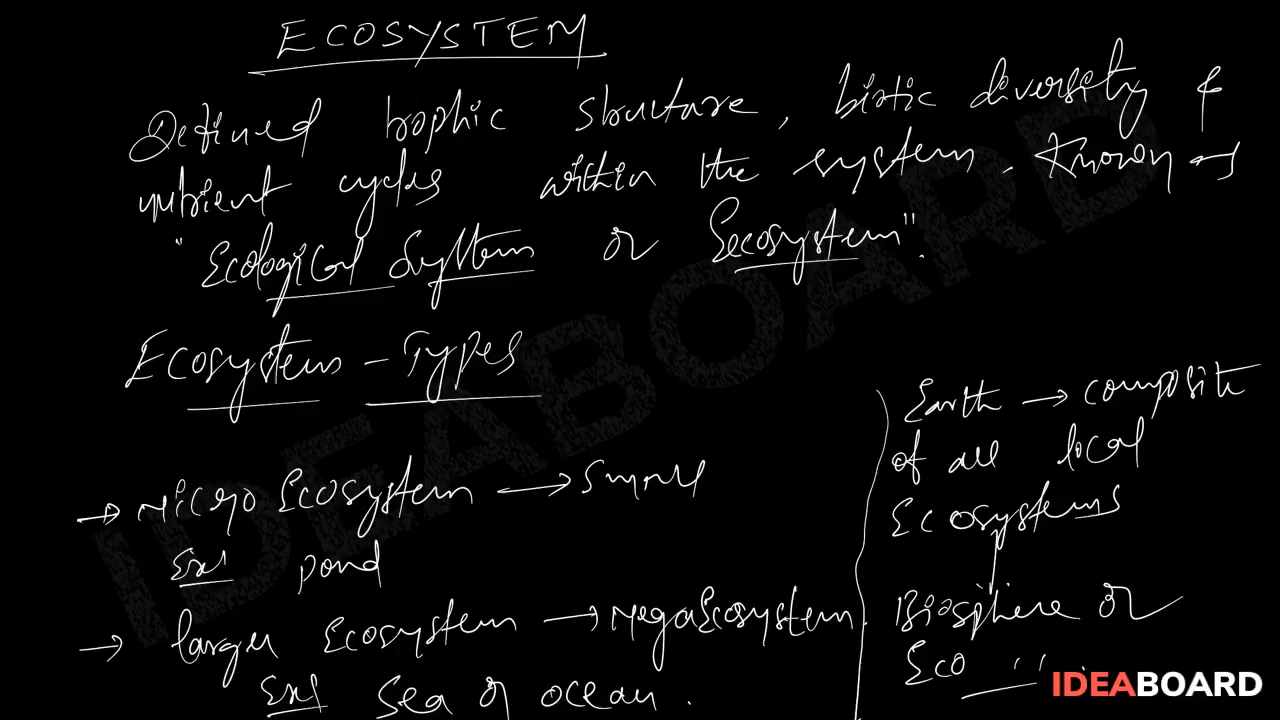 ECOSYSTEM
Defined trophic structure, biotic diversity &
nutrient cycles within the system. Known as
"Ecological System or Ecosystem".
Ecosystem - Types
→ Micro Ecosystem → Small
Ex: pond
→ larger Ecosystem → MegaEcosystem.
Ex: Sea or ocean.
Earth → composite
of all local
Ecosystems
Biosphere or
Eco " .
IDEABOARD
IDEABOARD